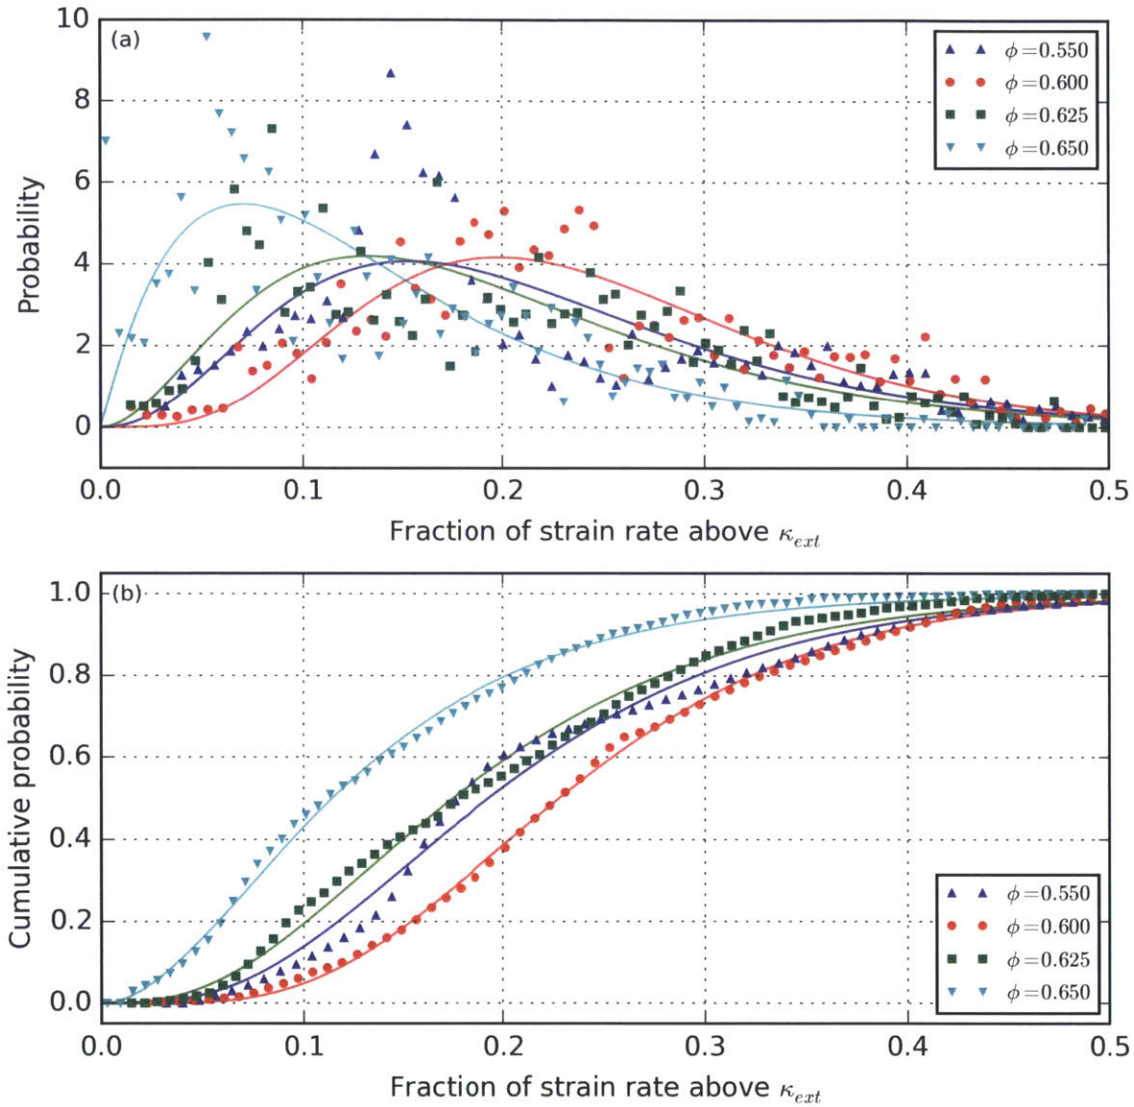 (a)
10
8
6
4
2
0
Probability
ϕ=0.550
ϕ=0.600
ϕ=0.625
ϕ=0.650
0.0 0.1 0.2 0.3 0.4 0.5
Fraction of strain rate above κ_ext
(b)
1.0
0.8
0.6
0.4
0.2
0.0
Cumulative probability
ϕ=0.550
ϕ=0.600
ϕ=0.625
ϕ=0.650
0.0 0.1 0.2 0.3 0.4 0.5
Fraction of strain rate above κ_ext